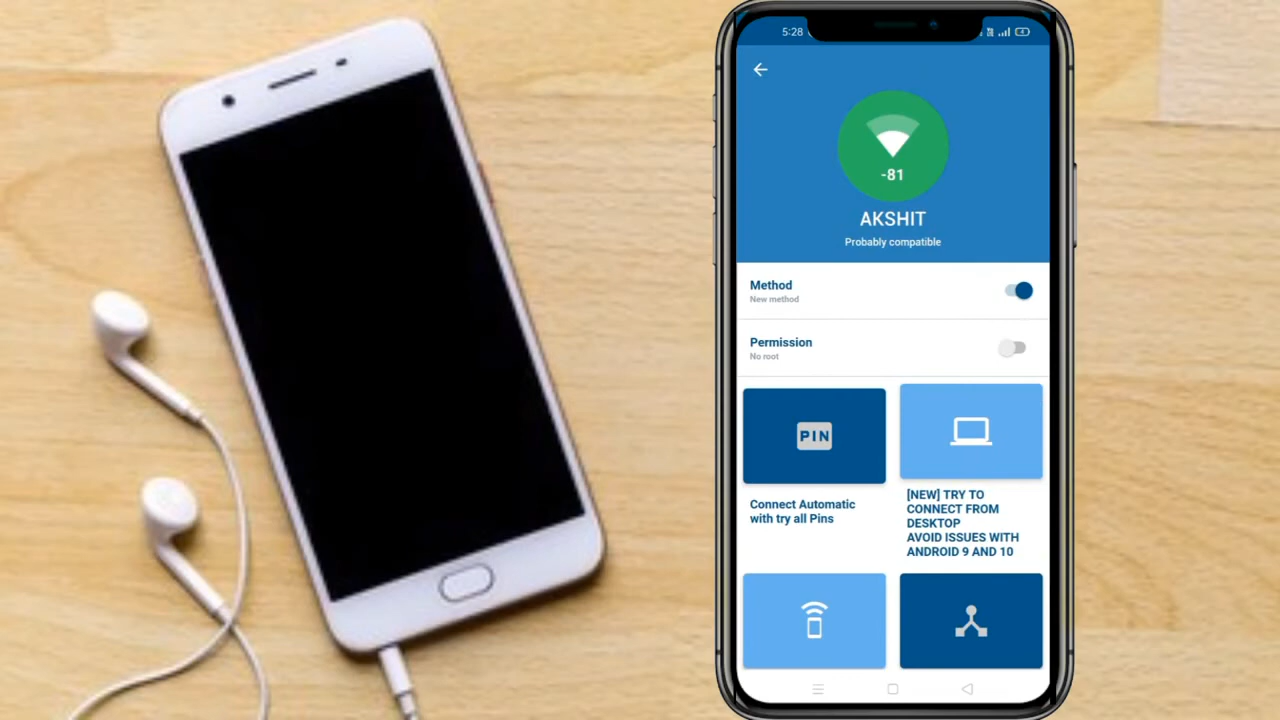 5:28
-81
AKSHIT
Probably compatible
Method
New method
Permission
No root
PIN
Connect Automatic
with try all Pins
[NEW] TRY TO
CONNECT FROM
DESKTOP
AVOID ISSUES WITH
ANDROID 9 AND 10